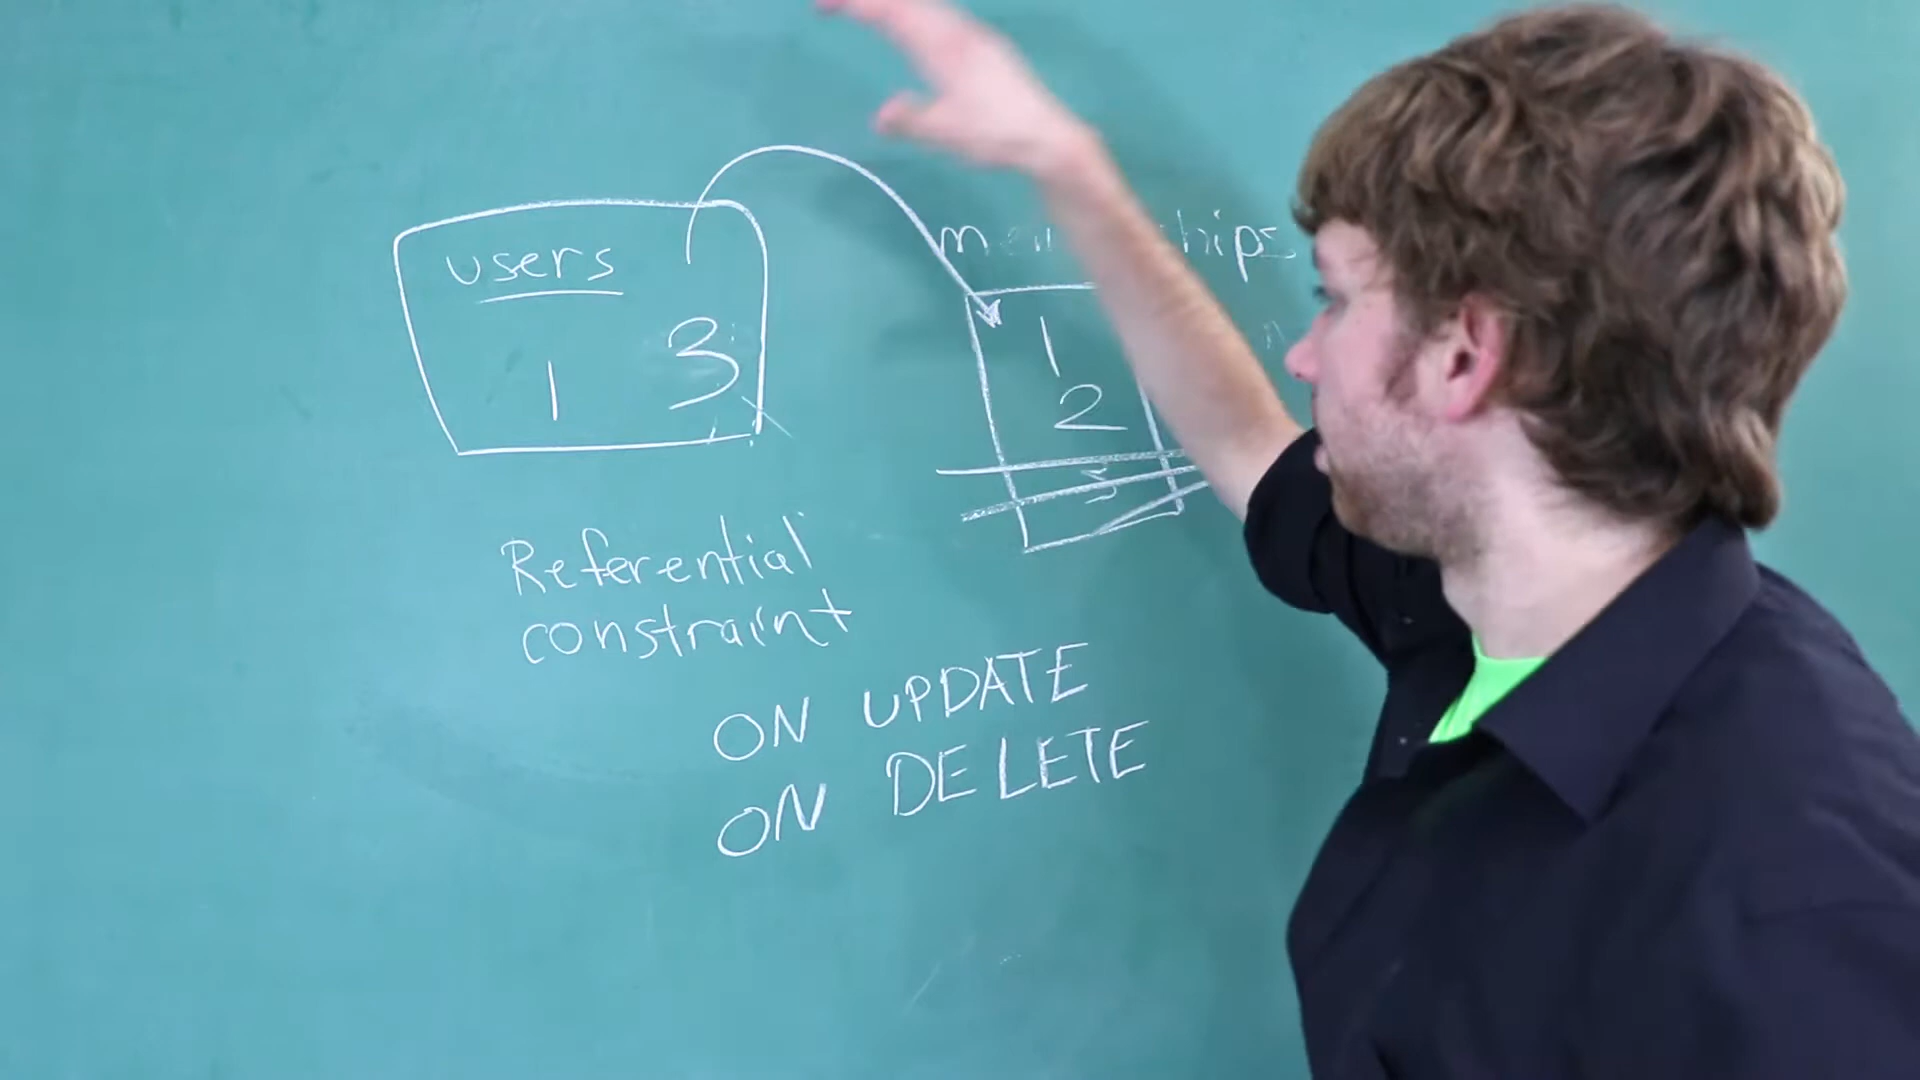 users
1 3
1
2
Referential
constraint
ON UPDATE
ON DELETE